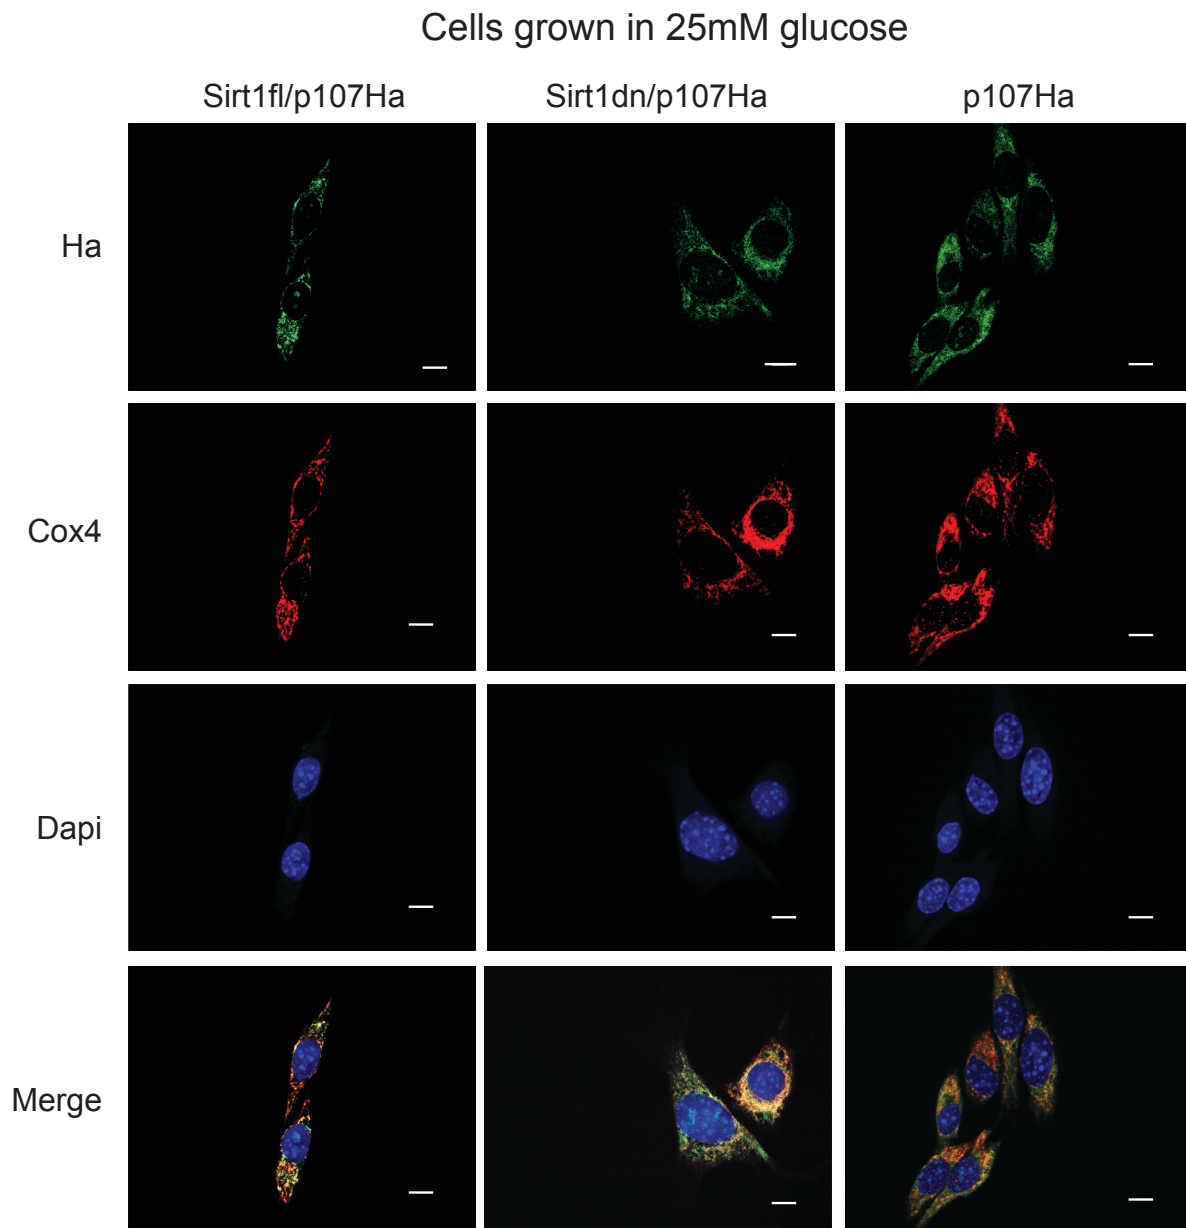 Cells grown in 25mM glucose
Sirt1fl/p107Ha Sirt1dn/p107Ha p107Ha
Ha
Cox4
Dapi
Merge